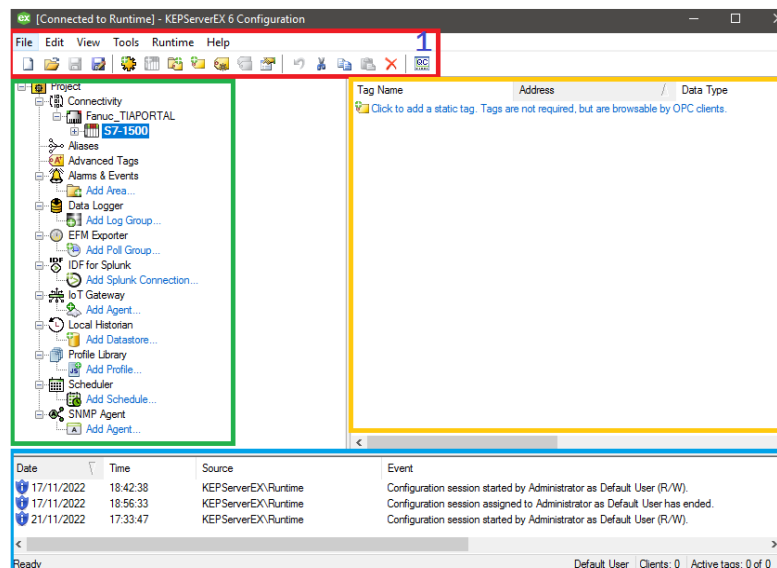 [Connected to Runtime] - KEPServerEX 6 Configuration
File Edit View Tools Runtime Help
1
Project
Connectivity
Fanuc_TIAPORTAL
S7-1500
Aliases
Advanced Tags
Alarms & Events
Add Area...
Data Logger
Add Log Group...
EFM Exporter
Add Poll Group...
IDF for Splunk
Add Splunk Connection...
IoT Gateway
Add Agent...
Local Historian
Add Datastore...
Profile Library
Add Profile...
Scheduler
Add Schedule...
SNMP Agent
Add Agent...
Tag Name Address Data Type
Click to add a static tag. Tags are not required, but are browsable by OPC clients.
Date Time Source Event
17/11/2022 18:42:38 KEPServerEX\Runtime Configuration session started by Administrator as Default User (R/W).
17/11/2022 18:56:33 KEPServerEX\Runtime Configuration session assigned to Administrator as Default User has ended.
21/11/2022 17:33:47 KEPServerEX\Runtime Configuration session started by Administrator as Default User (R/W).
Ready Default User Clients: 0 Active tags: 0 of 0